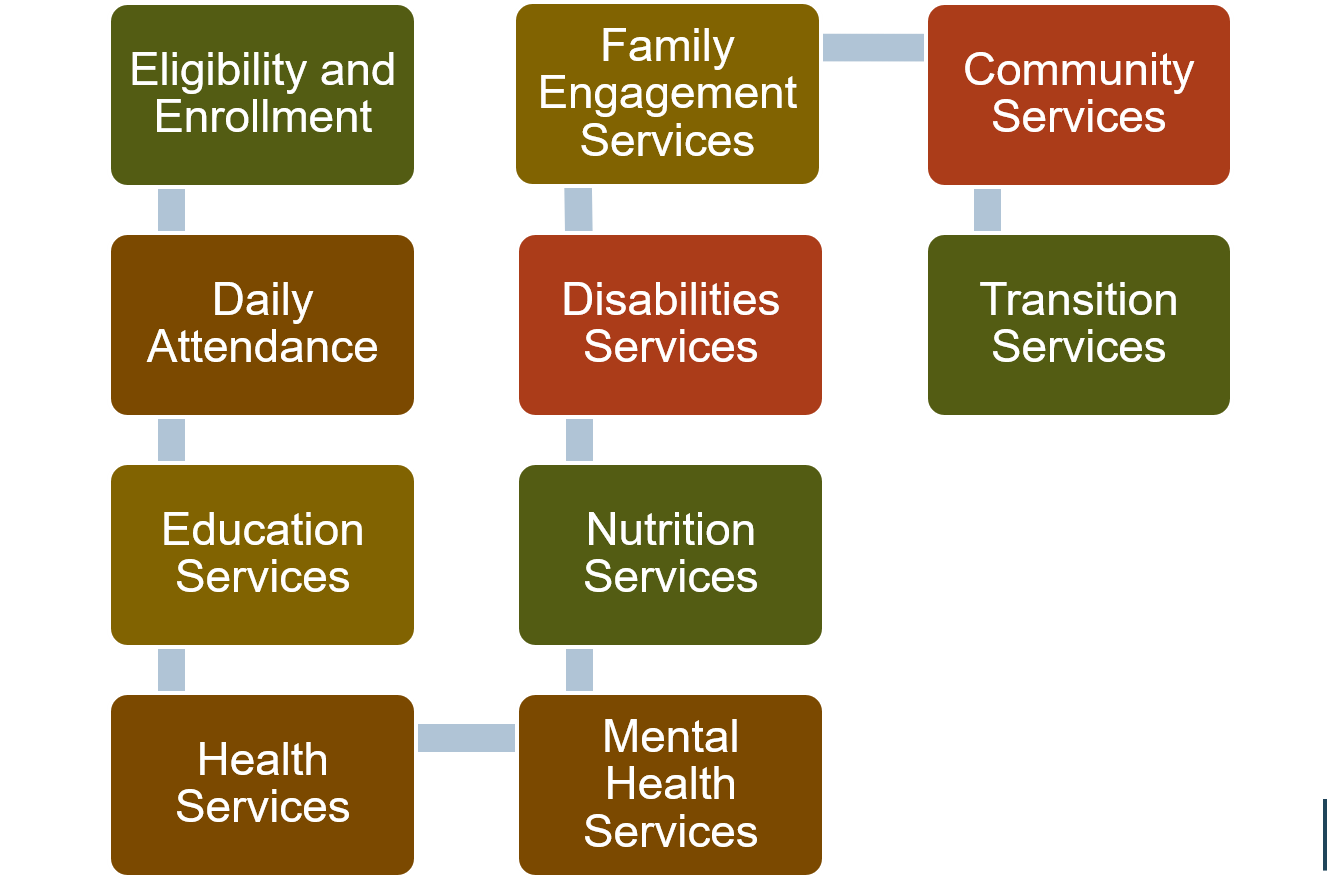 Eligibility and
Enrollment
Daily
Attendance
Education
Services
Health
Services
Mental
Health
Services
Nutrition
Services
Disabilities
Services
Family
Engagement
Services
Community
Services
Transition
Services